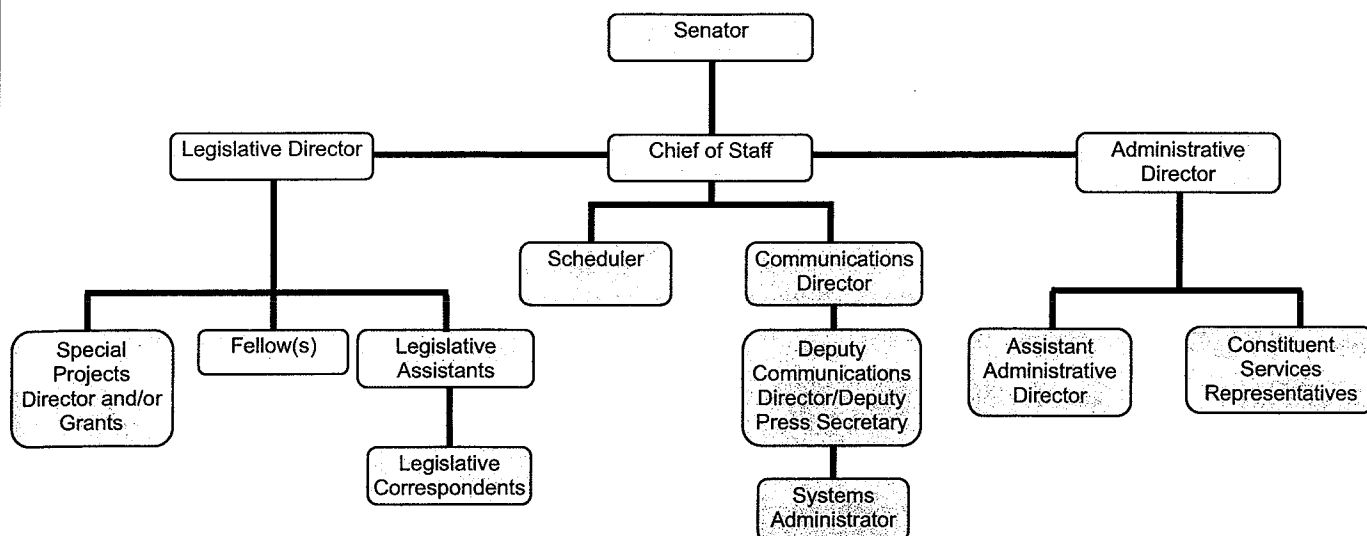 Senator
Legislative Director
Chief of Staff
Administrative
Director
Scheduler
Communications
Director
Special
Projects
Director and/or
Grants
Fellow(s)
Legislative
Assistants
Legislative
Correspondents
Deputy
Communications
Director/Deputy
Press Secretary
Systems
Administrator
Assistant
Administrative
Director
Constituent
Services
Representatives